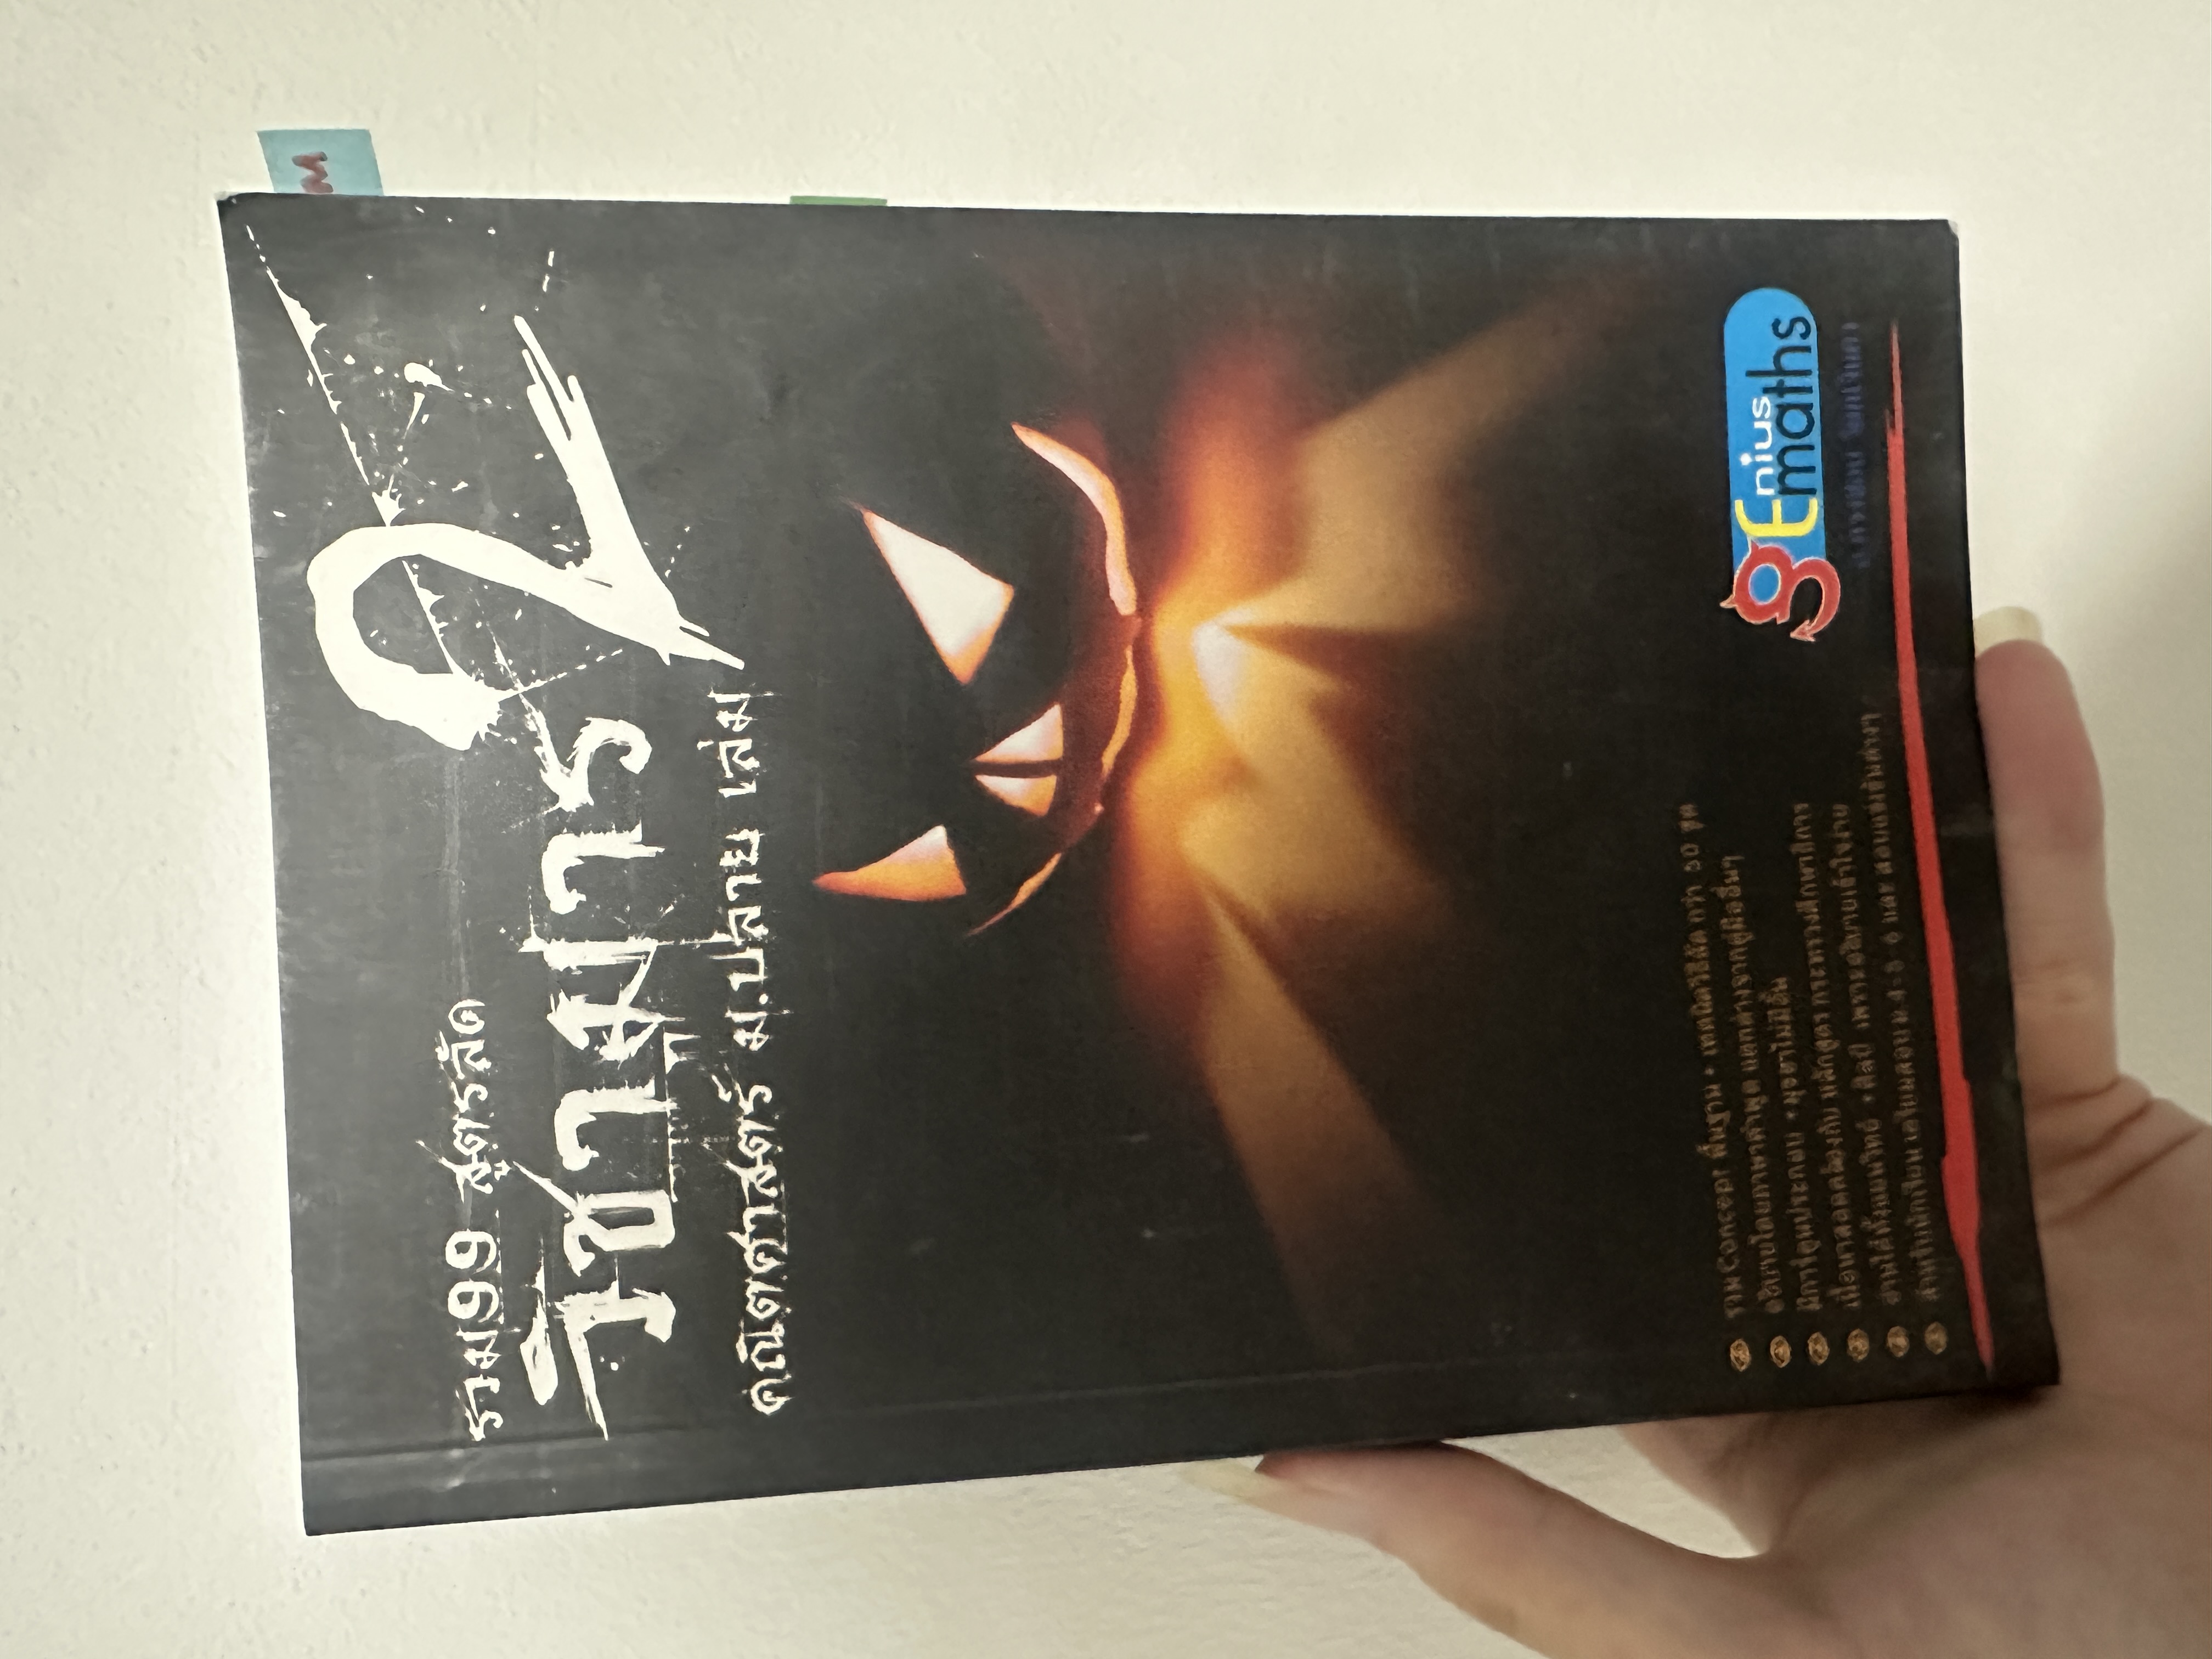 รวม 99 สูตรลัด
วิชามาร 2
คณิตศาสตร์ ม.ปลาย เล่ม
รวม Concept พื้นฐาน + เทคนิควิธีลัด กว่า 50 ชุด
อธิบายโดยภาษาคำพูด แตกต่างจากคู่มืออื่นๆ
มีการ์ตูนประกอบ + มุขฮาไม่มีอั้น
เนื้อหาสอดคล้องกับ หลักสูตร กระทรวงศึกษาธิการ
อ่านได้ทั้งแผนวิทย์ + ศิลป์ เพราะอธิบายเข้าใจง่าย
สำหรับนักเรียน เตรียมสอบ ม.4-5-6 และ สอบแข่งขันต่างๆ
gEnius
maths
M